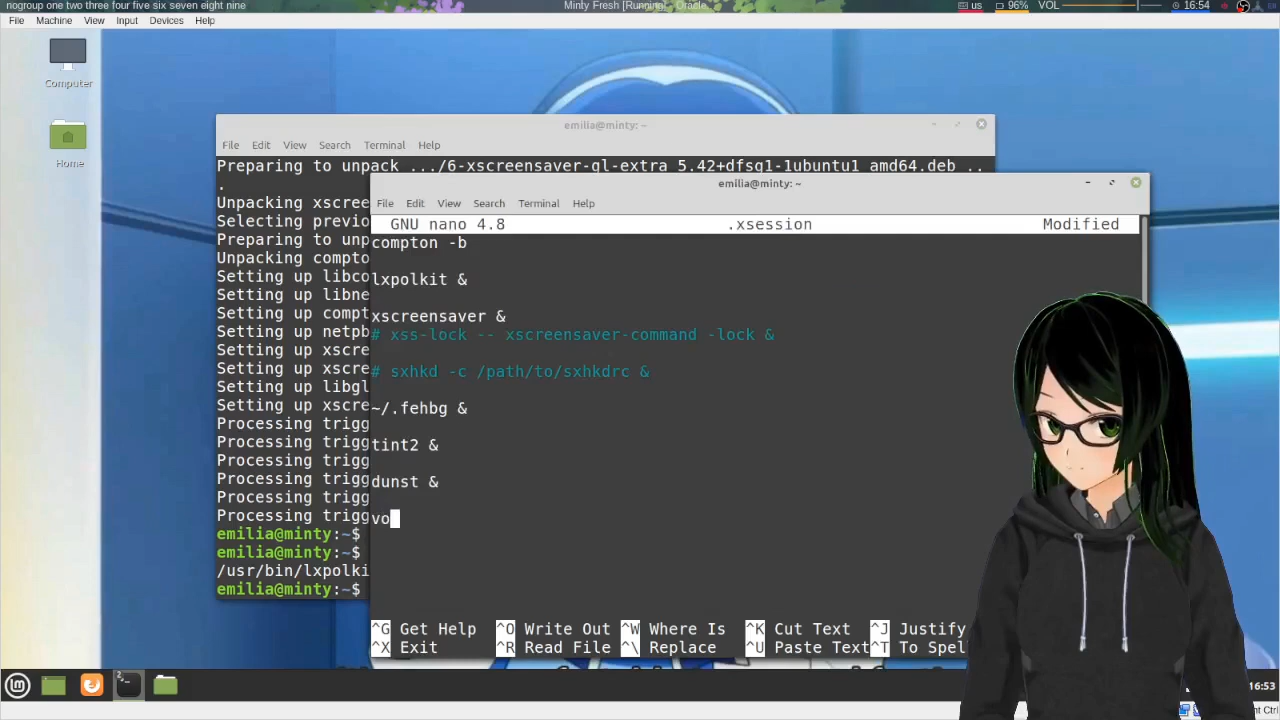 nogroup one two three four five six seven eight nine
Minty Fresh [Running] - Oracle
us
96%
VOL
16:54
File Machine View Input Devices Help
Computer
Home
emilia@minty: ~
File Edit View Search Terminal Help
Preparing to unpack .../6-xscreensaver-gl-extra_5.42+dfsg1-1ubuntu1_amd64.deb ..
.
Unpacking xscree
Selecting previo
Preparing to unp
Unpacking compto
Setting up libco
Setting up libne
Setting up compt
Setting up netpb
Setting up xscre
Setting up xscre
Setting up libgl
Setting up xscre
Processing trigg
Processing trigg
Processing trigg
Processing trigg
Processing trigg
Processing trigg
emilia@minty:~$
emilia@minty:~$
/usr/bin/lxpolki
emilia@minty:~$
emilia@minty: ~
File Edit View Search Terminal Help
GNU nano 4.8 .xsession Modified
compton -b
lxpolkit &
xscreensaver &
# xss-lock -- xscreensaver-command -lock &
# sxhkd -c /path/to/sxhkdrc &
~/.fehbg &
tint2 &
dunst &
vo
^G Get Help ^O Write Out ^W Where Is ^K Cut Text ^J Justify
^X Exit ^R Read File ^\ Replace ^U Paste Text ^T To Spel
lm
16:53
nt Ctrl